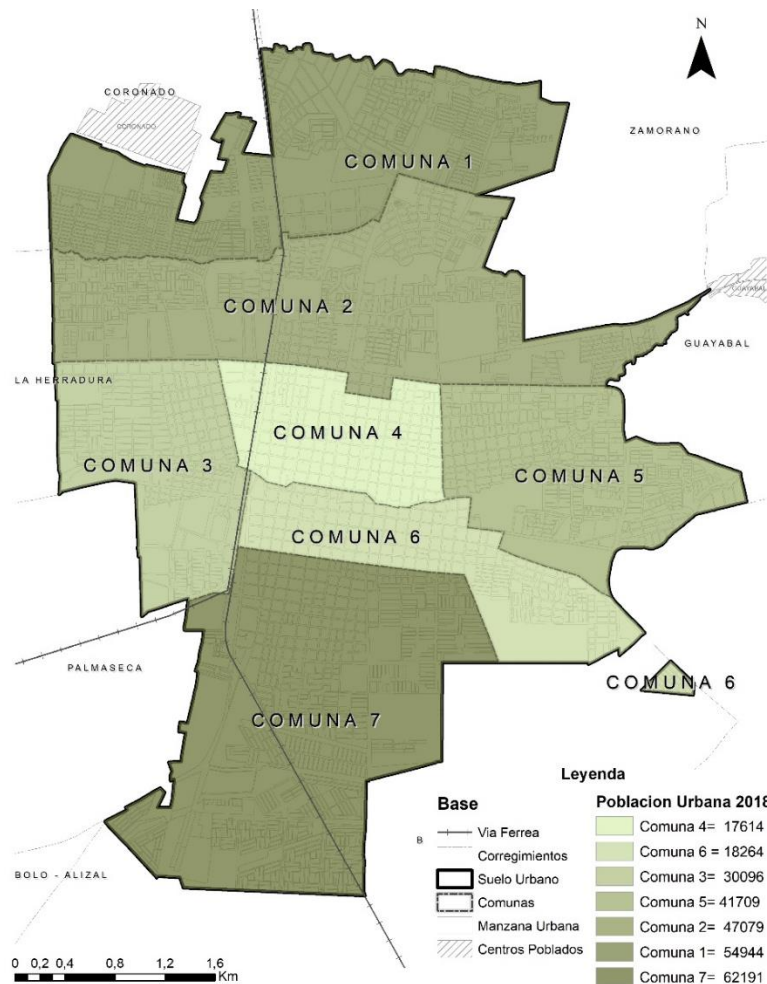 N
CORONADO
CORONADO
ZAMORANO
COMUNA 1
COMUNA 2
GUAYABAL
GUAYABAL
LA HERRADURA
COMUNA 4
COMUNA 3
COMUNA 5
COMUNA 6
PALMASECA
COMUNA 6
COMUNA 7
BOLO - ALIZAL
B
Leyenda
Base
Via Ferrea
Corregimientos
Suelo Urbano
Comunas
Manzana Urbana
Centros Poblados
Poblacion Urbana 2018
Comuna 4= 17614
Comuna 6 = 18264
Comuna 3= 30096
Comuna 5= 41709
Comuna 2= 47079
Comuna 1= 54944
Comuna 7= 62191
0 0,2 0,4 0,8 1,2 1,6
Km